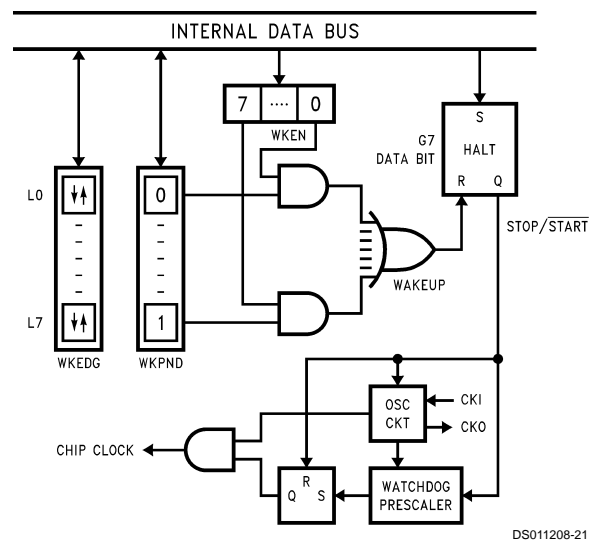 INTERNAL DATA BUS
7 .... 0
WKEN
G7
DATA BIT
S
HALT
R Q
L0
0
STOP/START
WAKEUP
L7
1
WKEDG
WKPND
OSC
CKT
CKI
CKO
CHIP CLOCK
R
Q S
WATCHDOG
PRESCALER
DS011208-21